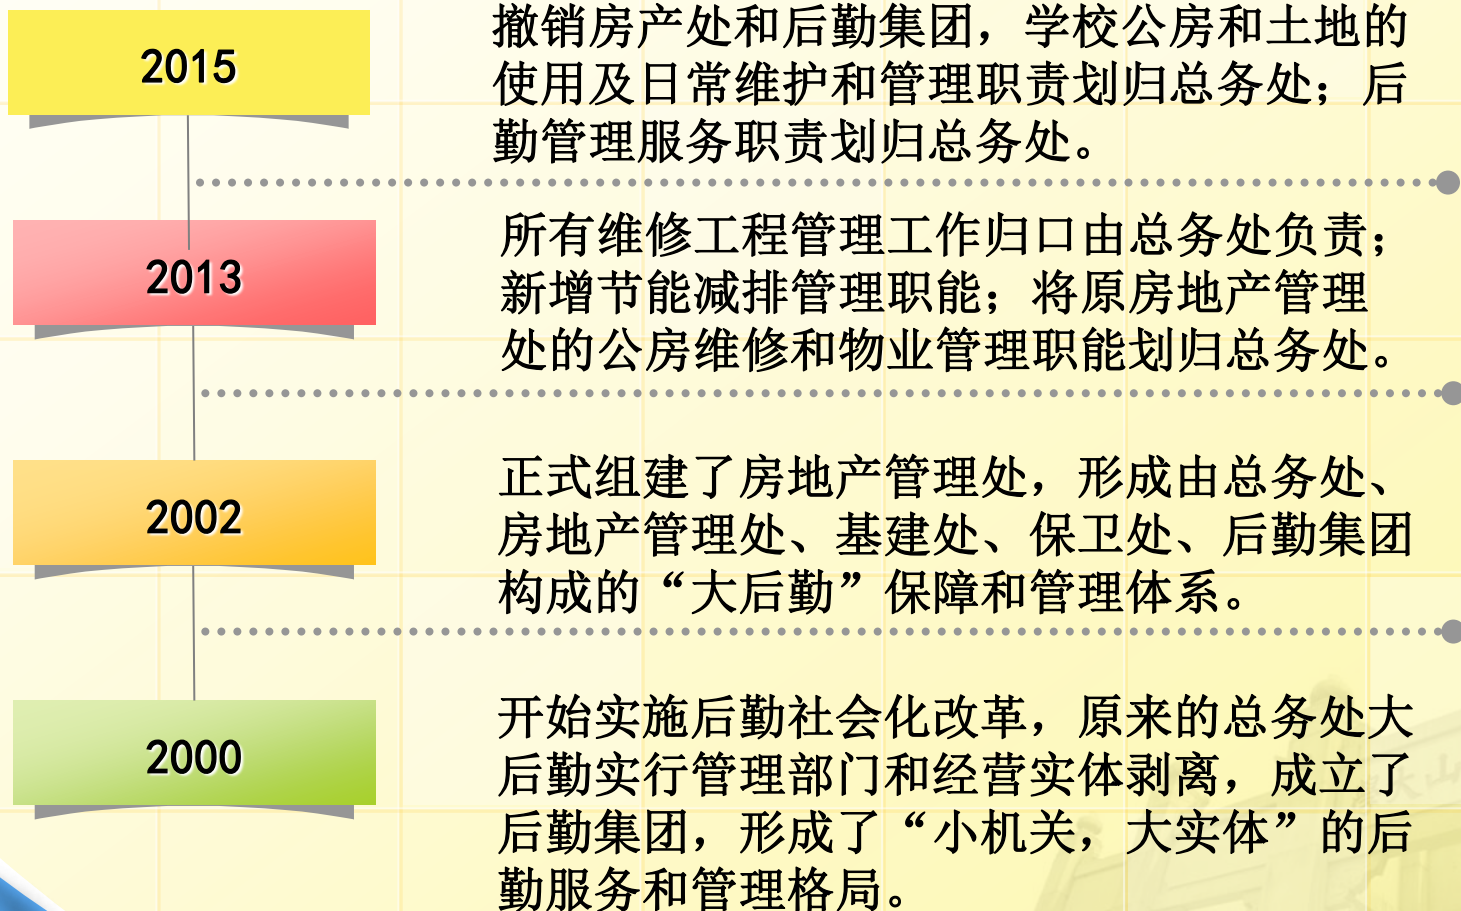 2015
撤销房产处和后勤集团，学校公房和土地的
使用及日常维护和管理职责划归总务处；后
勤管理服务职责划归总务处。
2013
所有维修工程管理工作归口由总务处负责；
新增节能减排管理职能；将原房地产管理
处的公房维修和物业管理职能划归总务处。
2002
正式组建了房地产管理处，形成由总务处、
房地产管理处、基建处、保卫处、后勤集团
构成的“大后勤”保障和管理体系。
2000
开始实施后勤社会化改革，原来的总务处大
后勤实行管理部门和经营实体剥离，成立了
后勤集团，形成了“小机关，大实体”的后
勤服务和管理格局。